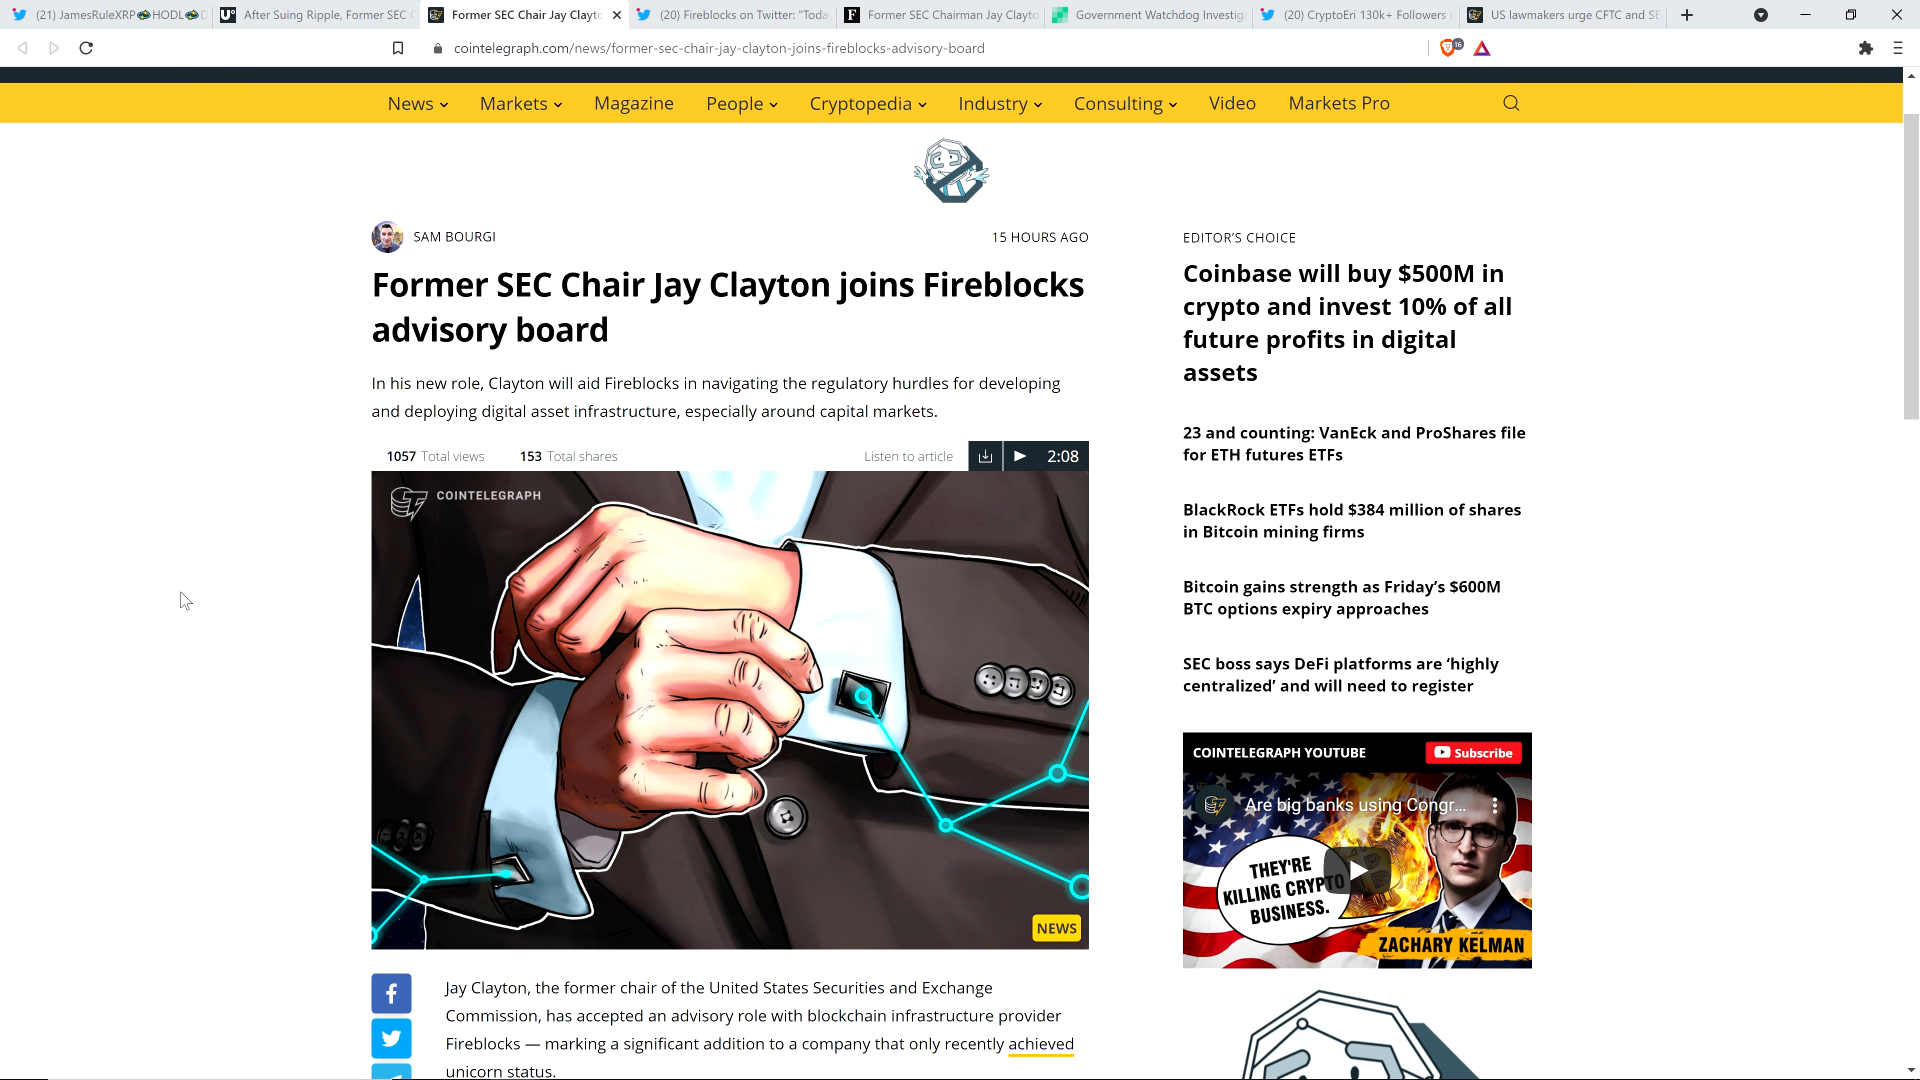 (21) JamesRuleXRP HODL
After Suing Ripple, Former SEC
Former SEC Chair Jay Clayto
(20) Fireblocks on Twitter: "Toda
Former SEC Chairman Jay Clayto
Government Watchdog Investiga
(20) CryptoEri 130k+ Followers
US lawmakers urge CFTC and SE
cointelegraph.com/news/former-sec-chair-jay-clayton-joins-fireblocks-advisory-board
16
News Markets Magazine People Cryptopedia Industry Consulting Video Markets Pro
SAM BOURGI
15 HOURS AGO
Former SEC Chair Jay Clayton joins Fireblocks
advisory board
In his new role, Clayton will aid Fireblocks in navigating the regulatory hurdles for developing
and deploying digital asset infrastructure, especially around capital markets.
1057 Total views 153 Total shares
Listen to article 2:08
COINTELEGRAPH
NEWS
Jay Clayton, the former chair of the United States Securities and Exchange
Commission, has accepted an advisory role with blockchain infrastructure provider
Fireblocks — marking a significant addition to a company that only recently achieved
unicorn status.
EDITOR'S CHOICE
Coinbase will buy $500M in
crypto and invest 10% of all
future profits in digital
assets
23 and counting: VanEck and ProShares file
for ETH futures ETFs
BlackRock ETFs hold $384 million of shares
in Bitcoin mining firms
Bitcoin gains strength as Friday's $600M
BTC options expiry approaches
SEC boss says DeFi platforms are 'highly
centralized' and will need to register
COINTELEGRAPH YOUTUBE
Subscribe
Are big banks using Congr...
THEY'RE
KILLING CRYPTO
BUSINESS.
ZACHARY KELMAN